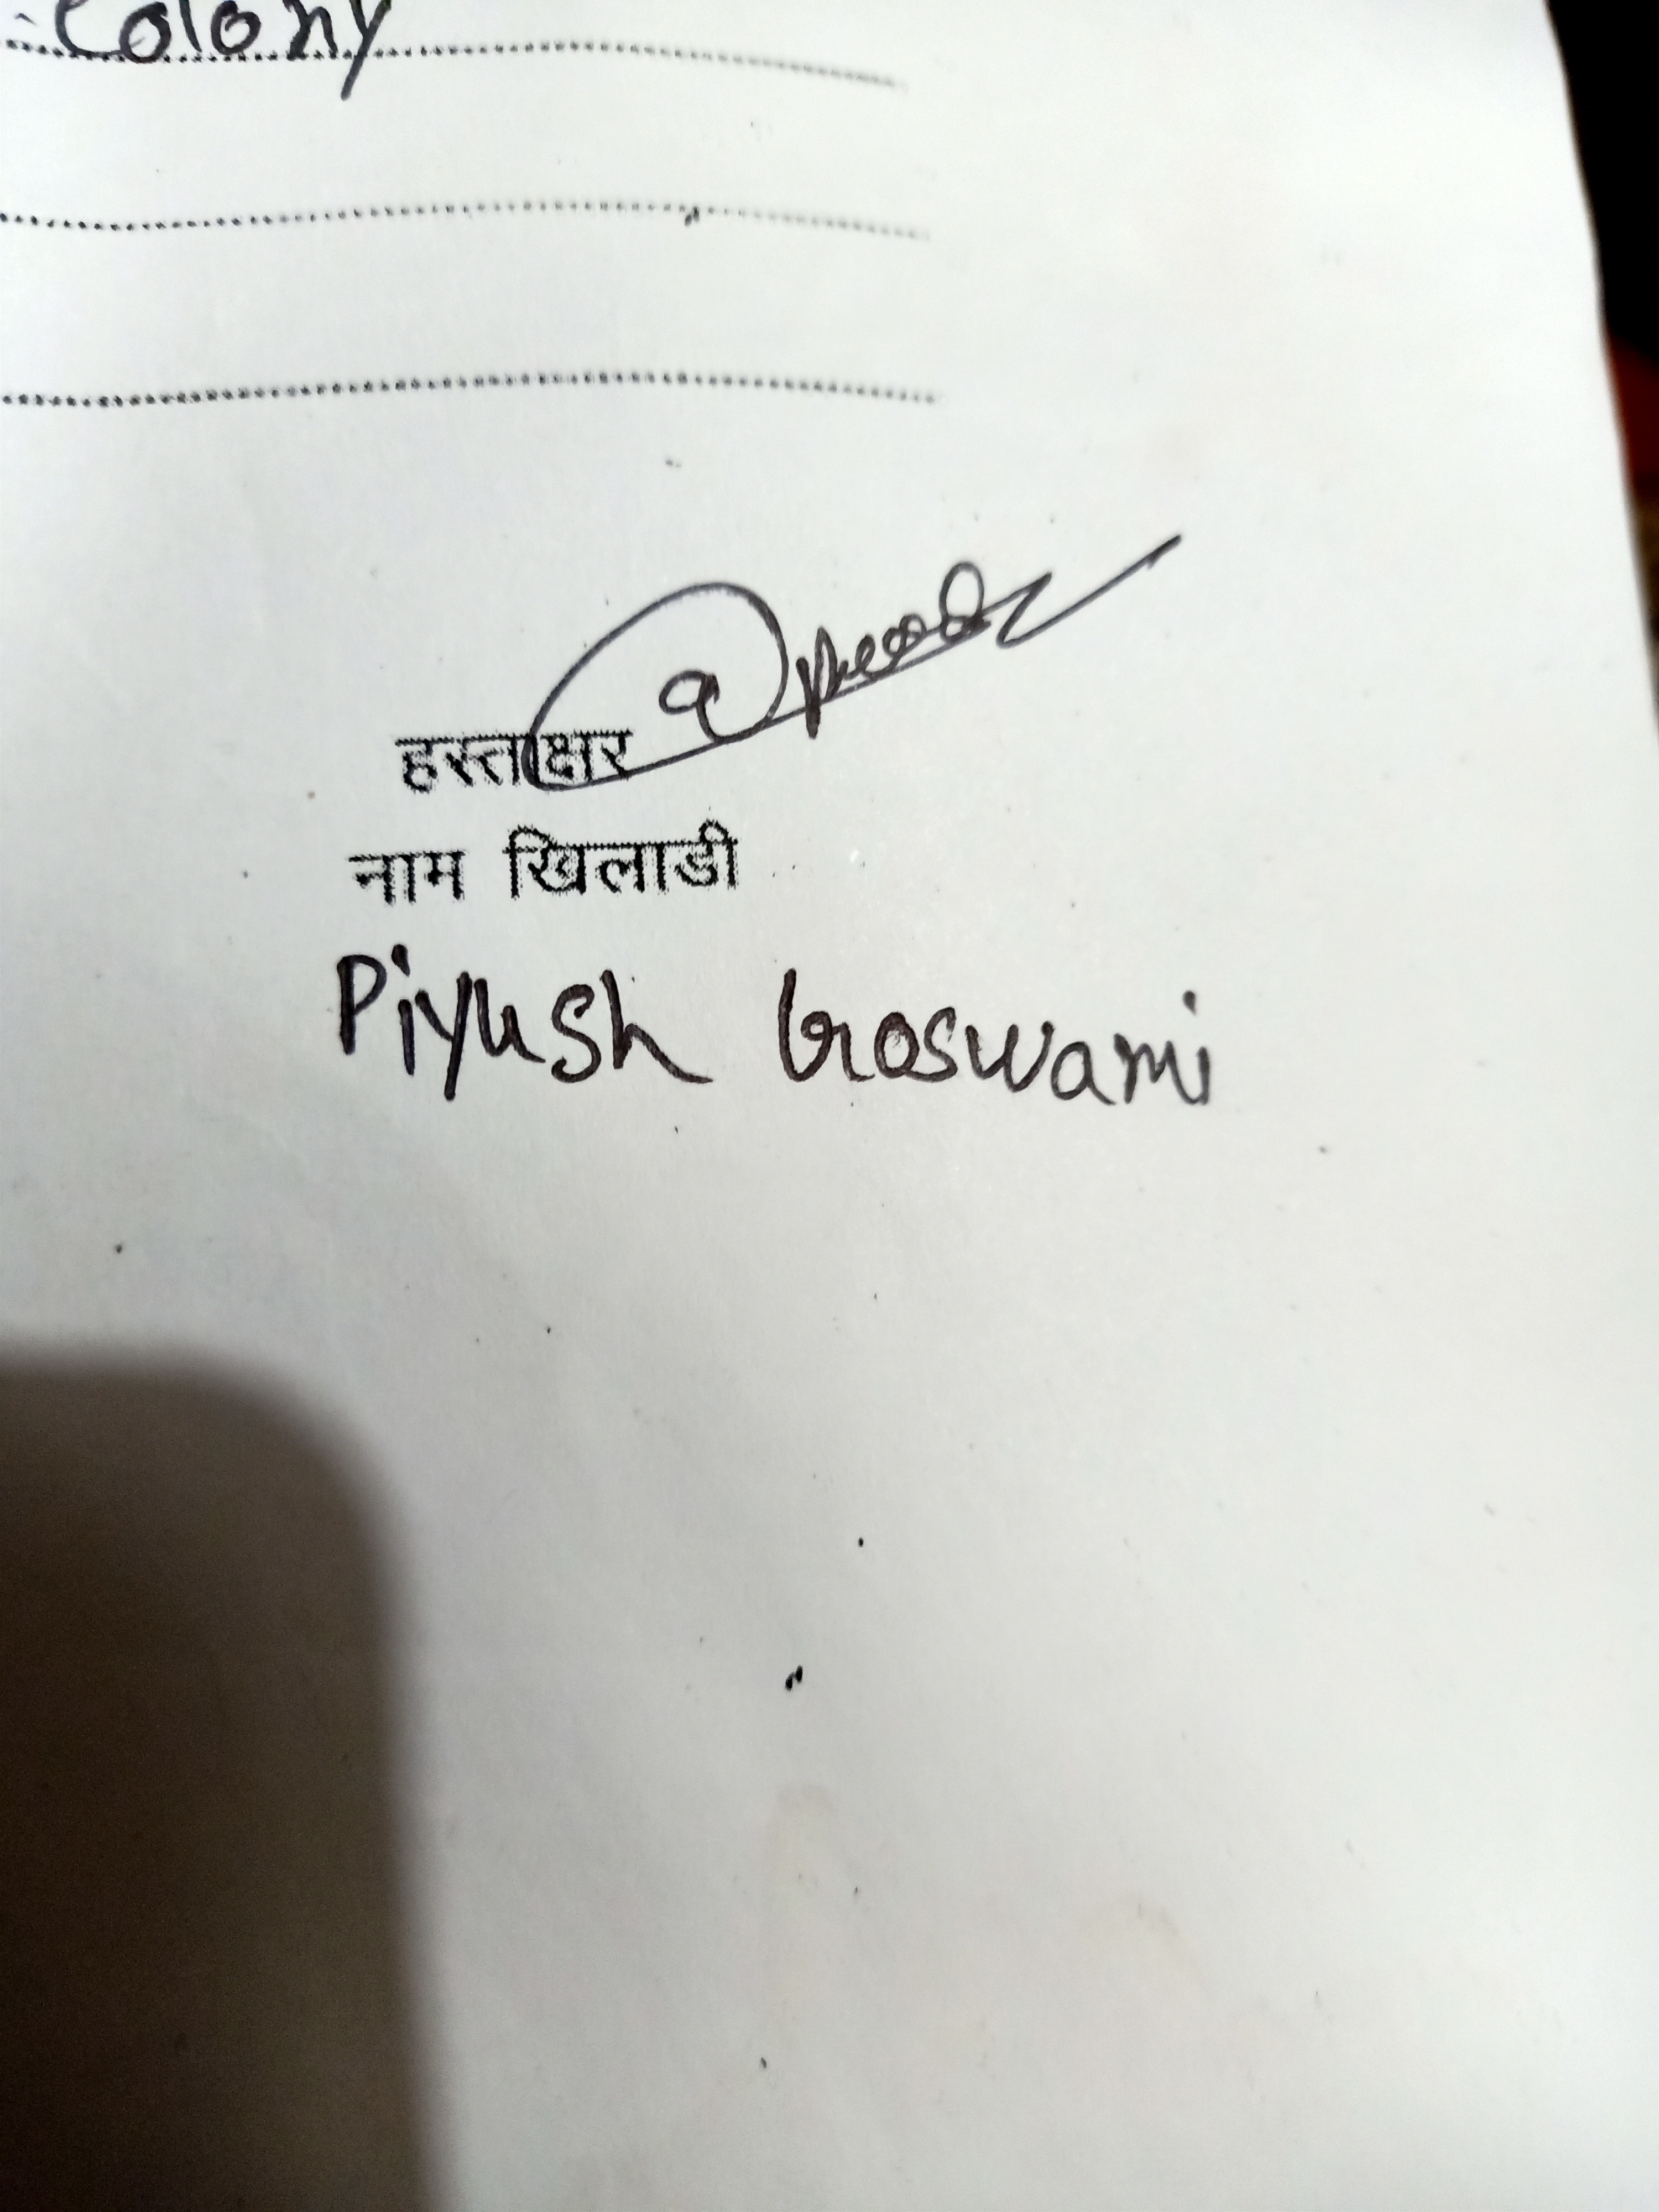 Colony
हस्ताक्षर
नाम खिलाडी
Piyush Goswami